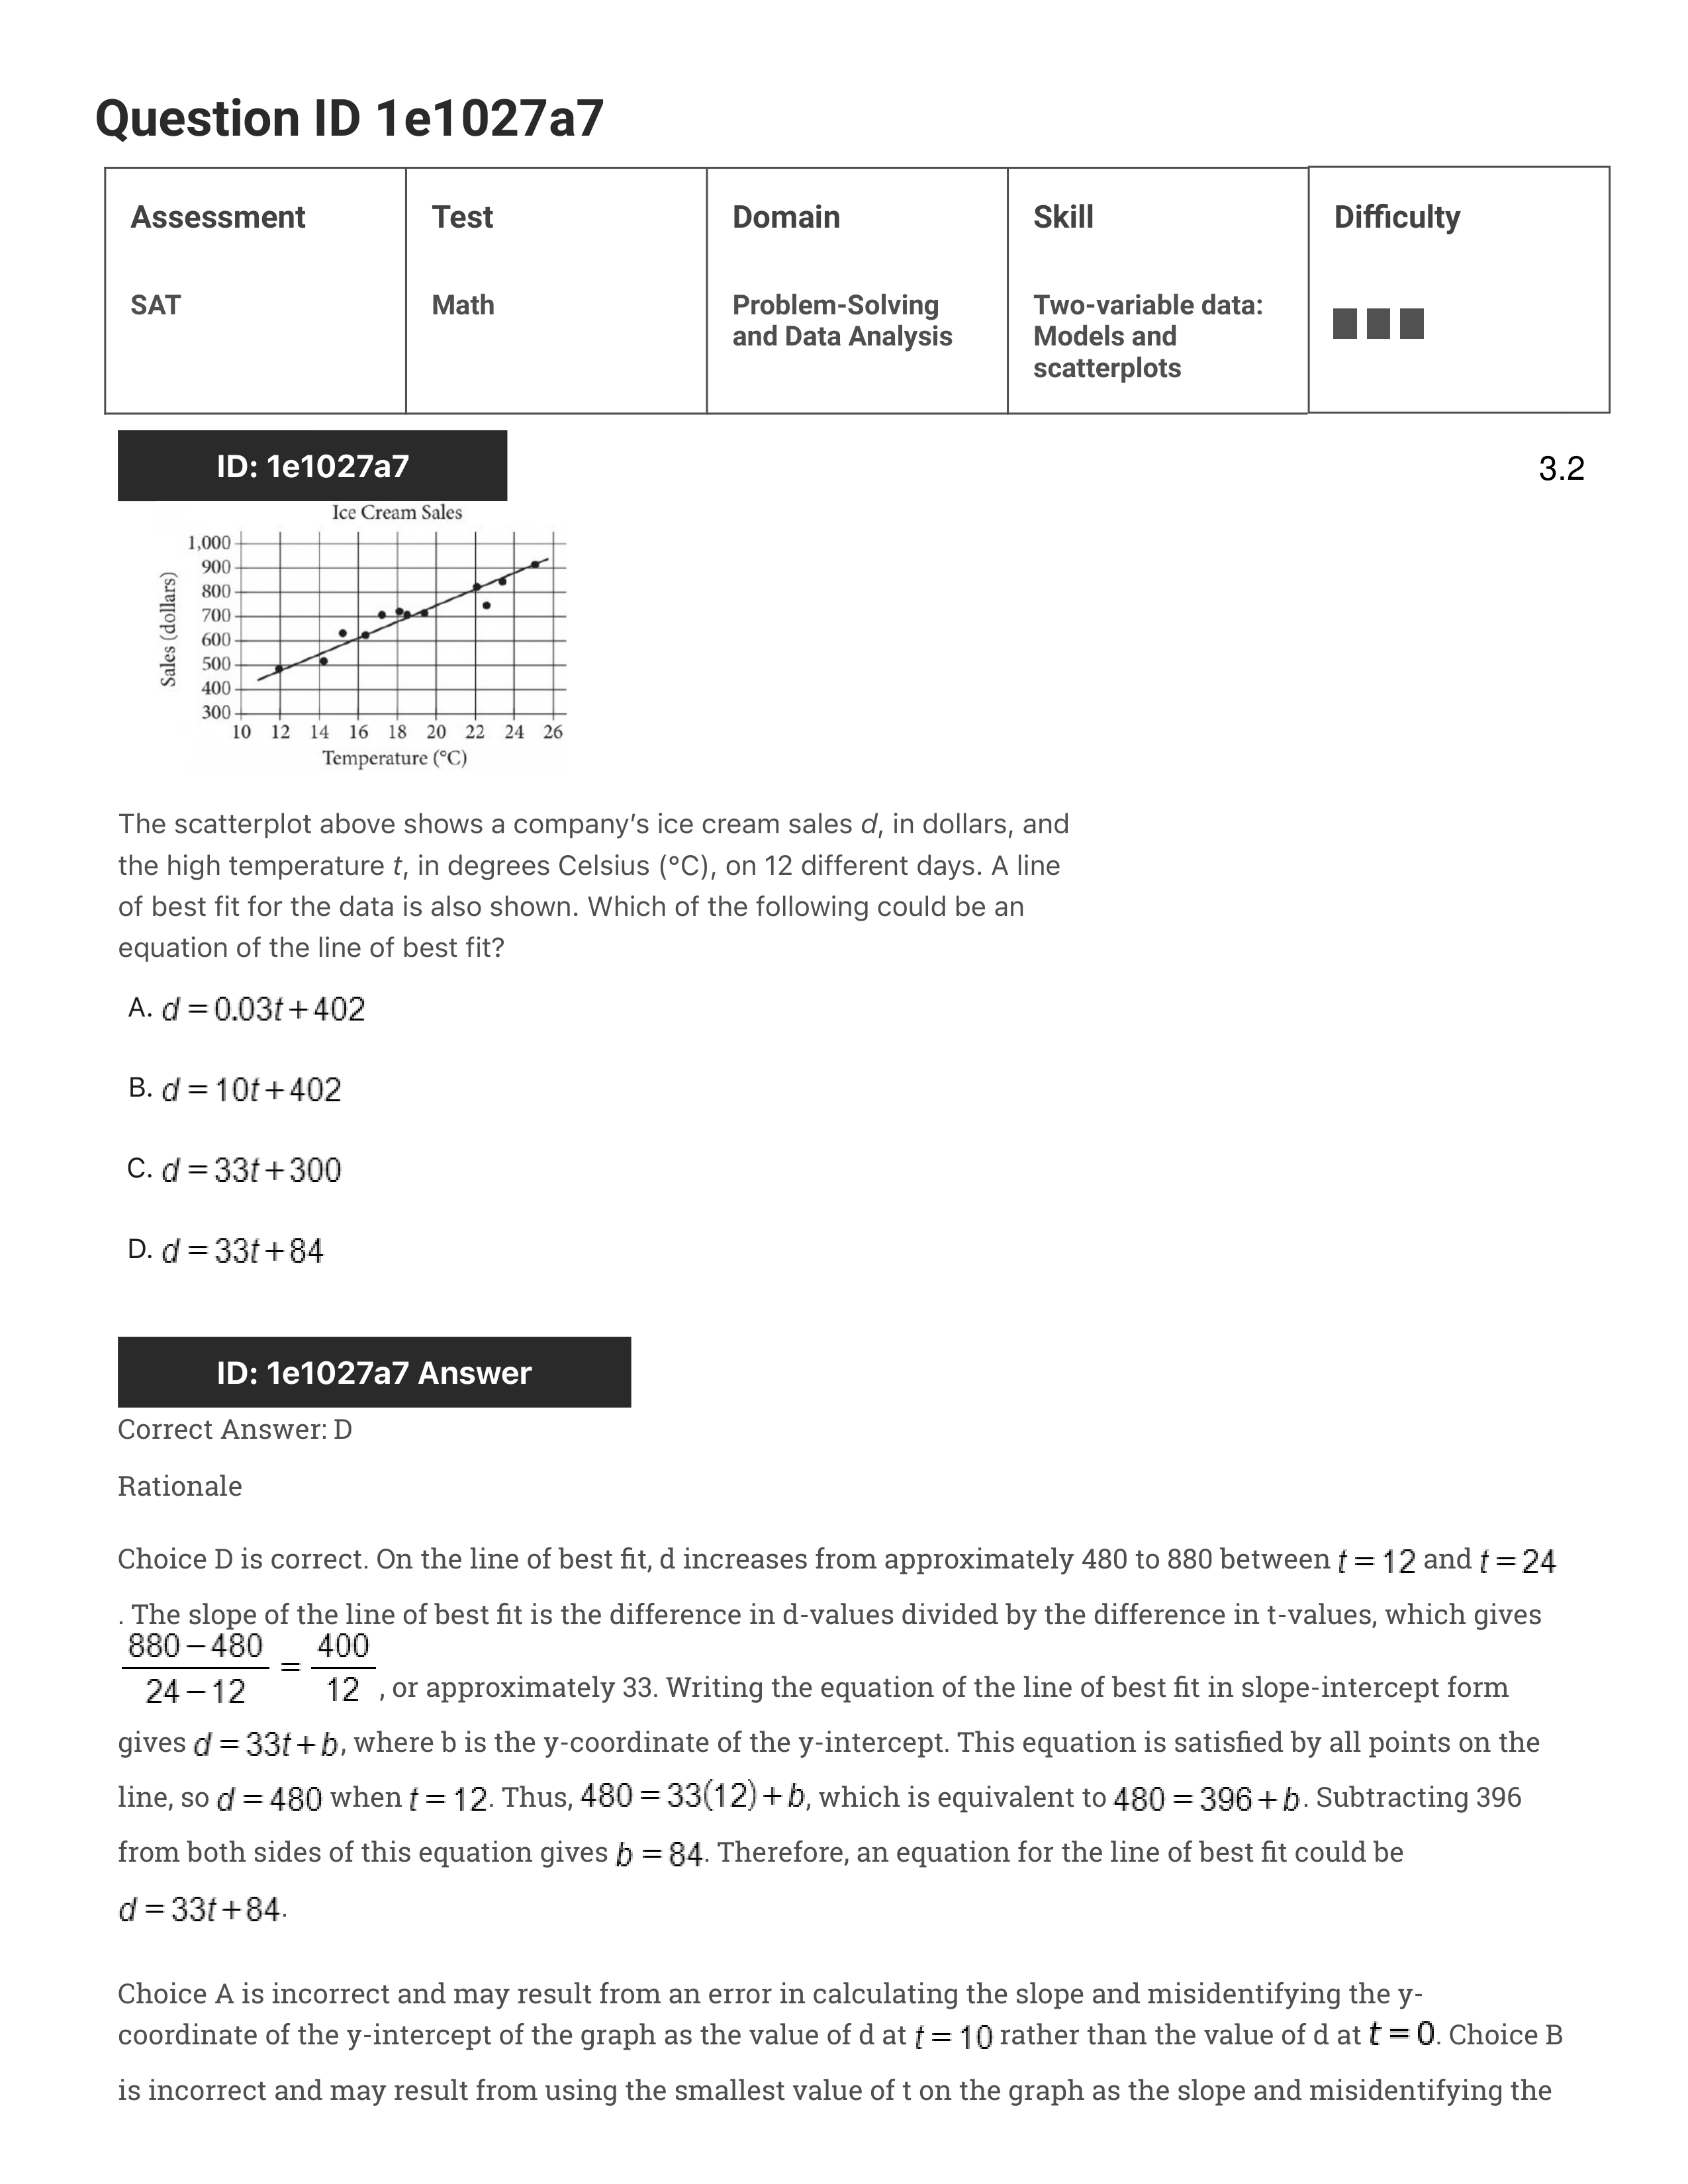 Question ID 1e1027a7
Assessment
Test
Domain
Skill
Difficulty
SAT
Math
Problem-Solving
and Data Analysis
Two-variable data:
Models and
scatterplots
ID: 1e1027a7
3.2
Ice Cream Sales
Sales (dollars)
1,000
900
800
700
600
500
400
300
10 12 14 16 18 20 22 24 26
Temperature (°C)
The scatterplot above shows a company’s ice cream sales d, in dollars, and
the high temperature t, in degrees Celsius (°C), on 12 different days. A line
of best fit for the data is also shown. Which of the following could be an
equation of the line of best fit?
A. d = 0.03t + 402
B. d = 10t + 402
C. d = 33t + 300
D. d = 33t + 84
ID: 1e1027a7 Answer
Correct Answer: D
Rationale
Choice D is correct. On the line of best fit, d increases from approximately 480 to 880 between t = 12 and t = 24
. The slope of the line of best fit is the difference in d-values divided by the difference in t-values, which gives
880 – 480 / 24 – 12 = 400 / 12 , or approximately 33. Writing the equation of the line of best fit in slope-intercept form
gives d = 33t + b, where b is the y-coordinate of the y-intercept. This equation is satisfied by all points on the
line, so d = 480 when t = 12. Thus, 480 = 33(12) + b, which is equivalent to 480 = 396 + b. Subtracting 396
from both sides of this equation gives b = 84. Therefore, an equation for the line of best fit could be
d = 33t + 84.
Choice A is incorrect and may result from an error in calculating the slope and misidentifying the y-
coordinate of the y-intercept of the graph as the value of d at t = 10 rather than the value of d at t = 0. Choice B
is incorrect and may result from using the smallest value of t on the graph as the slope and misidentifying the